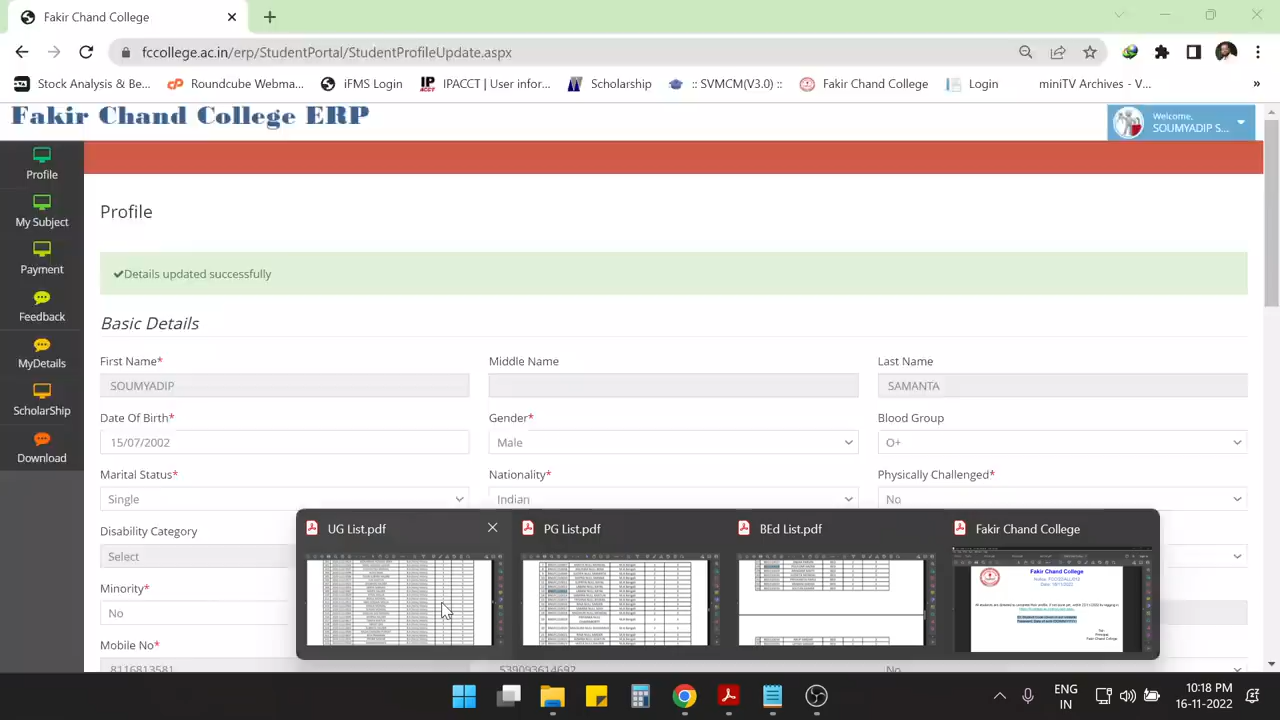 Fakir Chand College
fccollege.ac.in/erp/StudentPortal/StudentProfileUpdate.aspx
Stock Analysis & Be...
Roundcube Webma...
iFMS Login
IPACCT | User infor...
Scholarship
:: SVMCM(V3.0) ::
Fakir Chand College
Login
miniTV Archives - V...
»
Fakir Chand College ERP
Welcome,
SOUMYADIP S...
Profile
My Subject
Payment
Feedback
MyDetails
ScholarShip
Download
Profile
Details updated successfully
Basic Details
First Name*
Middle Name
Last Name
SOUMYADIP
SAMANTA
Date Of Birth*
Gender*
Blood Group
15/07/2002
Male
O+
Marital Status*
Nationality*
Physically Challenged*
Single
Indian
No
Disability Category
Select
Minority*
No
Mobile No*
8116813581
539093614692
No
UG List.pdf
PG List.pdf
BEd List.pdf
Fakir Chand College
Fakir Chand College
ENG
IN
10:18 PM
16-11-2022